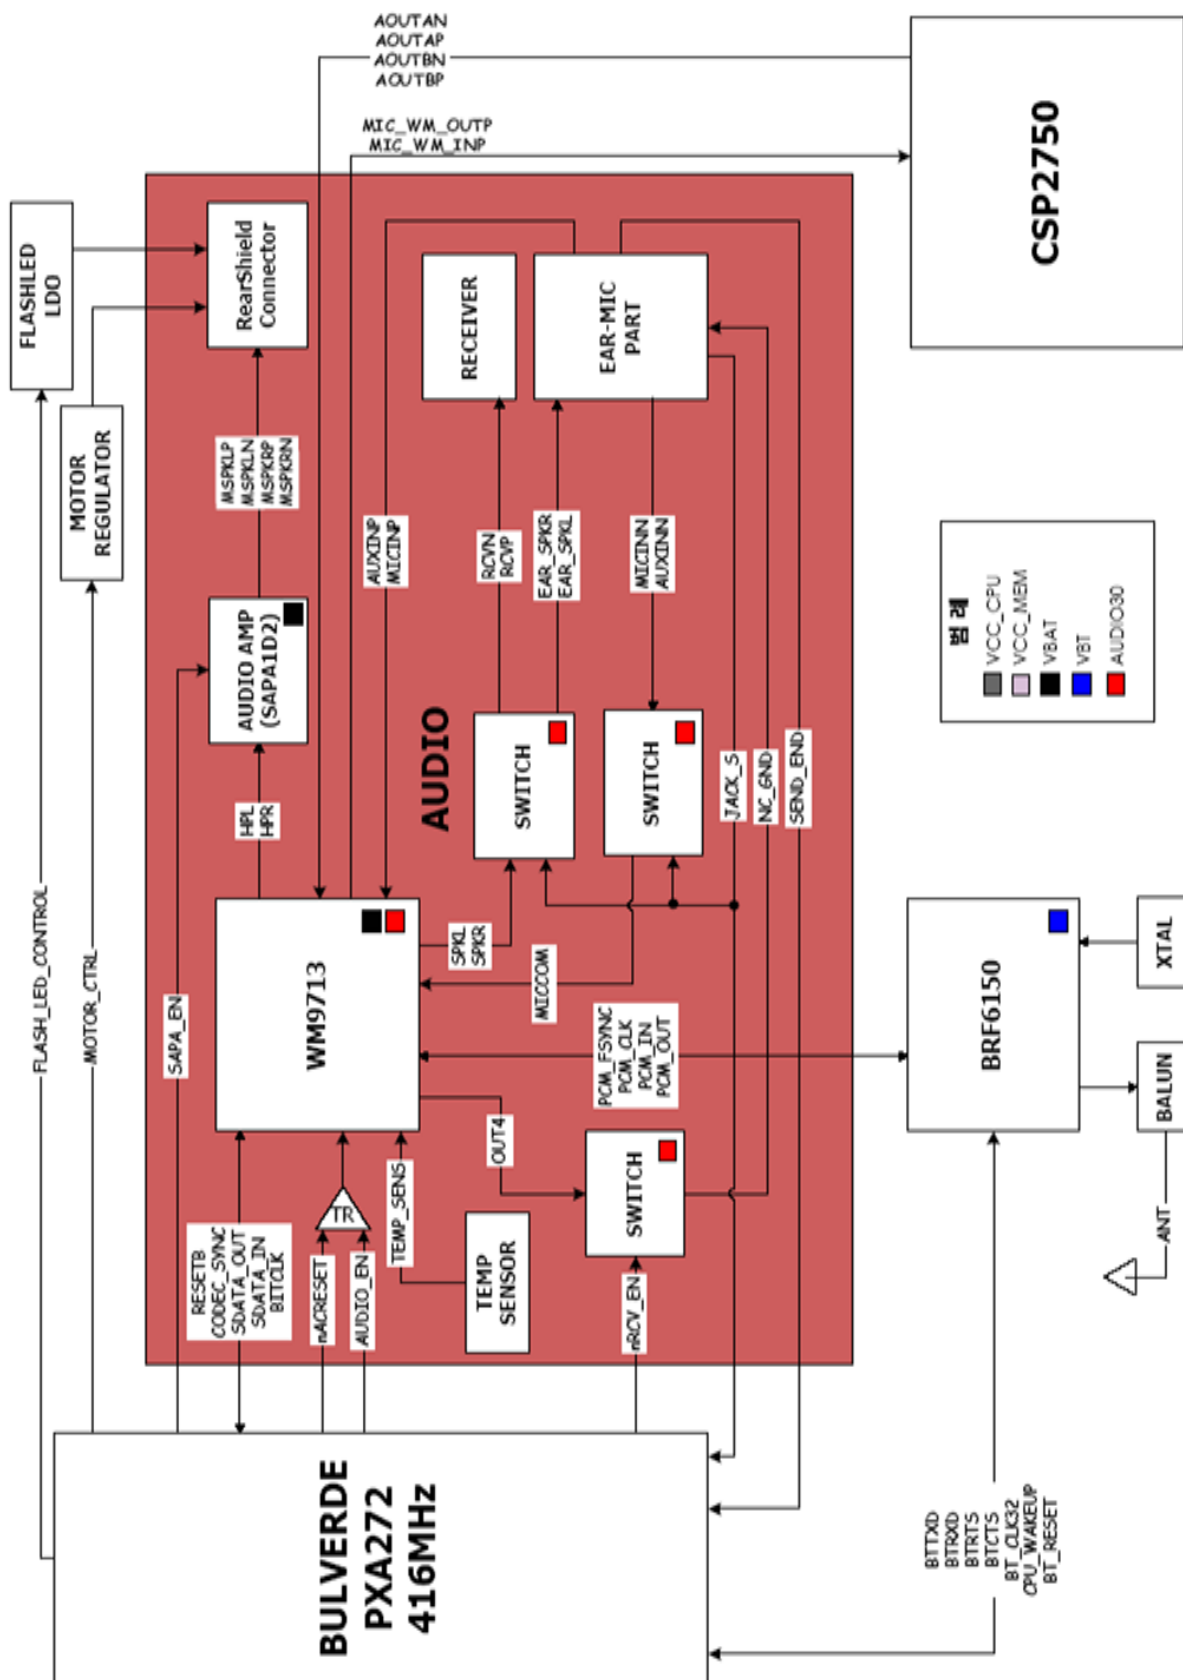 AOUTAN
AOUTAP
AOUTBN
AOUTBP
MIC_WM_OUTP
MIC_WM_INP
CSP2750
FLASHLED
LDO
MOTOR
REGULATOR
RearShield
Connector
RECEIVER
EAR-MIC
PART
MSPKLP
MSPKLN
MSPKRP
MSPKRN
AUXINP
MICINP
RCVN
RCVP
EAR_SPKR
EAR_SPKL
MICINN
AUXINN
AUDIO AMP
(SAPA1D2)
AUDIO
SWITCH
SWITCH
JACK_S
NC_GND
SEND_END
범 례
VCC_CPU
VCC_MEM
VBAT
VBT
AUDIO30
HPL
HPR
FLASH_LED_CONTROL
MOTOR_CTRL
SAPA_EN
WM9713
SPKL
SPKR
MICCOM
PCM_FSYNC
PCM_CLK
PCM_IN
PCM_OUT
BRF6150
XTAL
BALUN
ANT
OUT4
SWITCH
TEMP_SENS
TEMP
SENSOR
TR
RESETB
CODEC_SYNC
SDATA_OUT
SDATA_IN
BITCLK
nACRESET
AUDIO_EN
nRCV_EN
BULVERDE
PXA272
416MHz
BTTXD
BTRXD
BTRTS
BTCTS
BT_CLK32
CPU_WAKEUP
BT_RESET